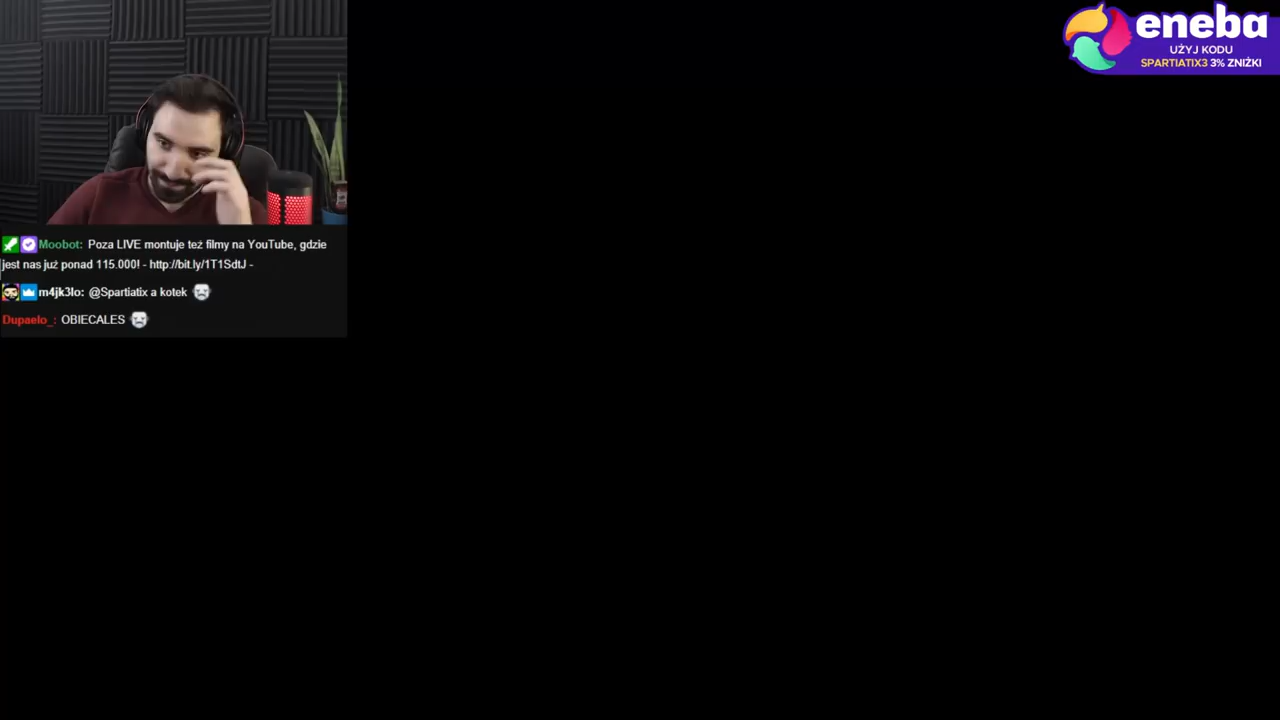 eneba
UŻYJ KODU
SPARTIATIX3 3% ZNIŻKI
Moobot: Poza LIVE montuje też filmy na YouTube, gdzie
jest nas już ponad 115.000! - http://bit.ly/1T1SdtJ -
m4jk3lo: @Spartiatix a kotek
Dupaelo_: OBIECALES